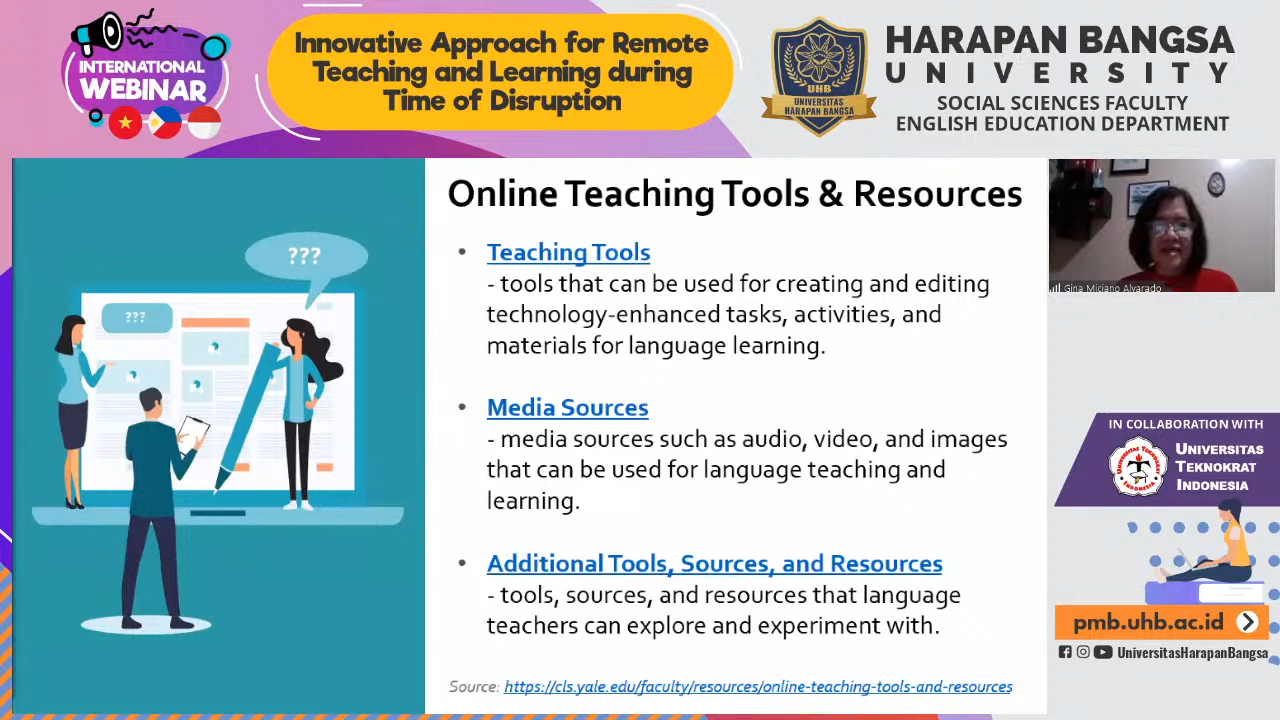 INTERNATIONAL
WEBINAR
Innovative Approach for Remote
Teaching and Learning during
Time of Disruption
UHB
UNIVERSITAS
HARAPAN BANGSA
HARAPAN BANGSA
UNIVERSITY
SOCIAL SCIENCES FACULTY
ENGLISH EDUCATION DEPARTMENT
???
???
Online Teaching Tools & Resources
• Teaching Tools
- tools that can be used for creating and editing
technology-enhanced tasks, activities, and
materials for language learning.
• Media Sources
- media sources such as audio, video, and images
that can be used for language teaching and
learning.
• Additional Tools, Sources, and Resources
- tools, sources, and resources that language
teachers can explore and experiment with.
Source: https://cls.yale.edu/faculty/resources/online-teaching-tools-and-resources
Gina Miciano Alvarado
IN COLLABORATION WITH
UNIVERSITAS
TEKNOKRAT
INDONESIA
pmb.uhb.ac.id
UniversitasHarapanBangsa